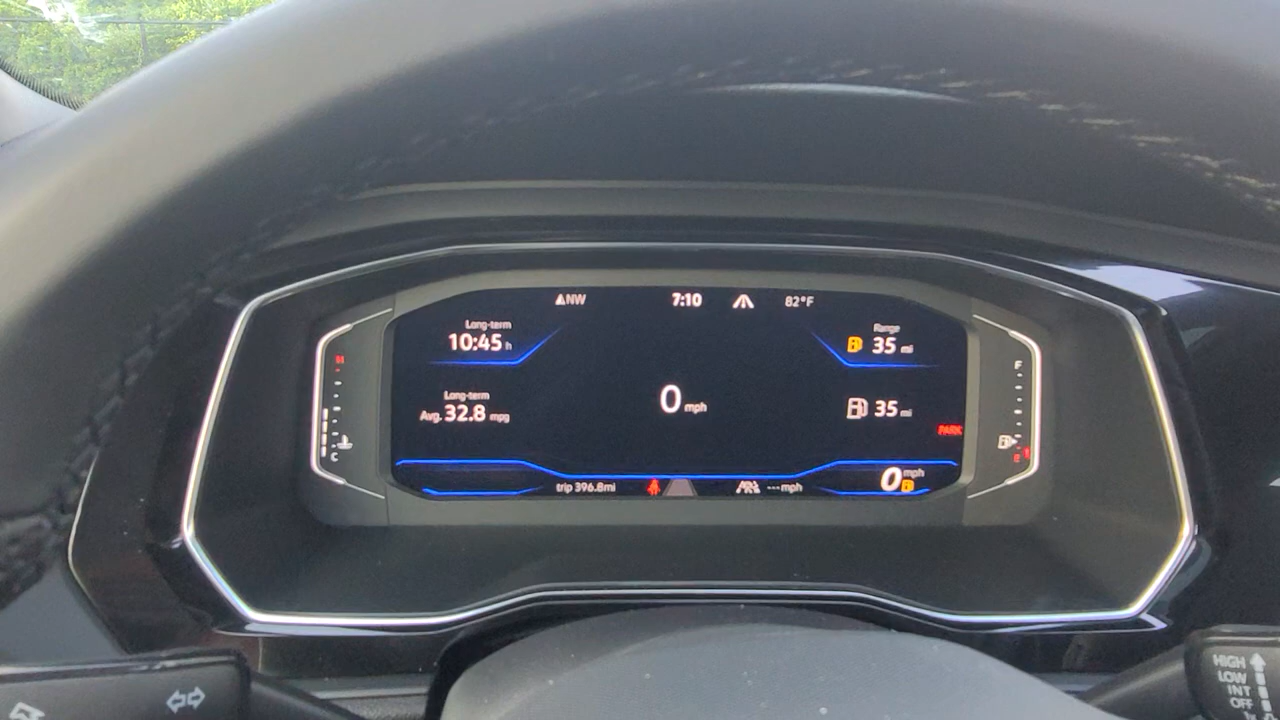 NW 7:10 82°F
Long-term
10:45 h
Range
35 mi
H
F
Long-term
Avg. 32.8 mpg
0 mph
35 mi
PARK
C
trip 396.8mi
--- mph
0 mph
HIGH
LOW
INT
OFF
1x